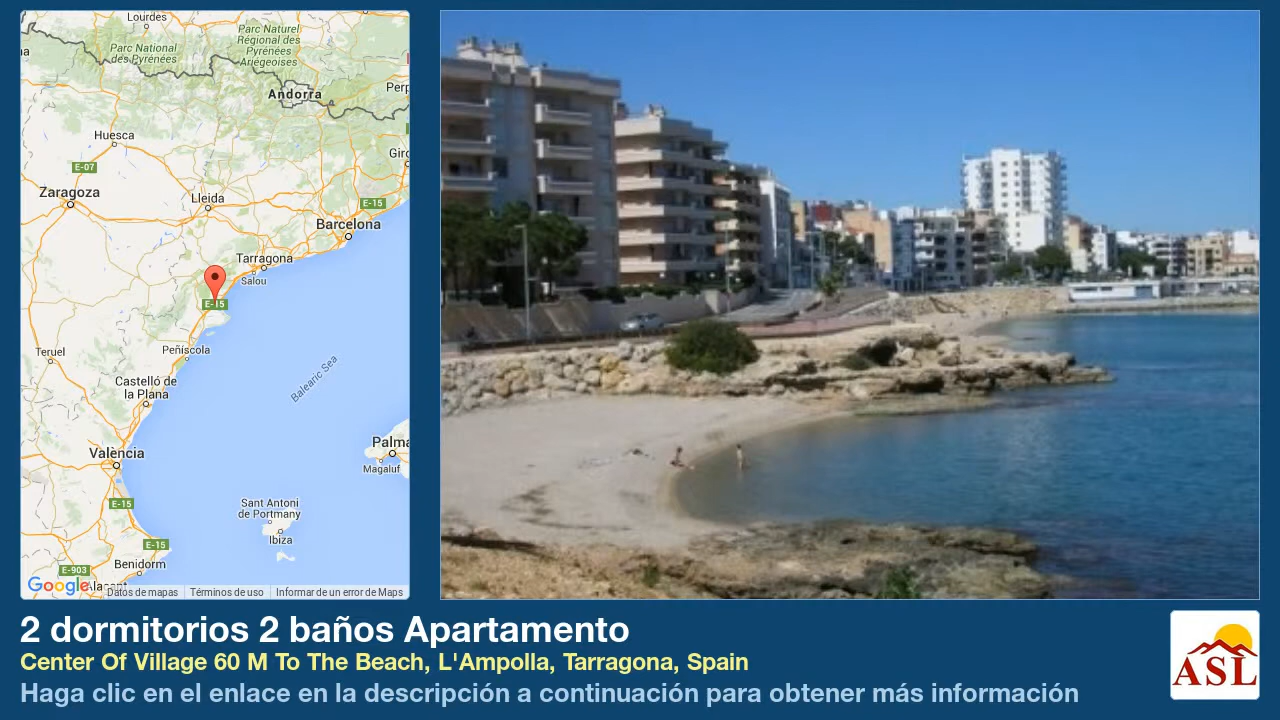 Lourdes
Parc National
des Pyrénées
Parc Naturel
Régional des
Pyrénées
Ariégeoises
Andorra
Perp
Huesca
Giro
E-07
Zaragoza
Lleida
E-15
Barcelona
Tarragona
Salou
E-15
Teruel
Peñíscola
Balearic Sea
Castelló de
la Plana
Palma
Magaluf
València
E-15
Sant Antoni
de Portmany
Ibiza
E-15
Benidorm
E-903
Google
Alacant
Datos de mapas
Términos de uso
Informar de un error de Maps
2 dormitorios 2 baños Apartamento
Center Of Village 60 M To The Beach, L'Ampolla, Tarragona, Spain
Haga clic en el enlace en la descripción a continuación para obtener más información
ASL